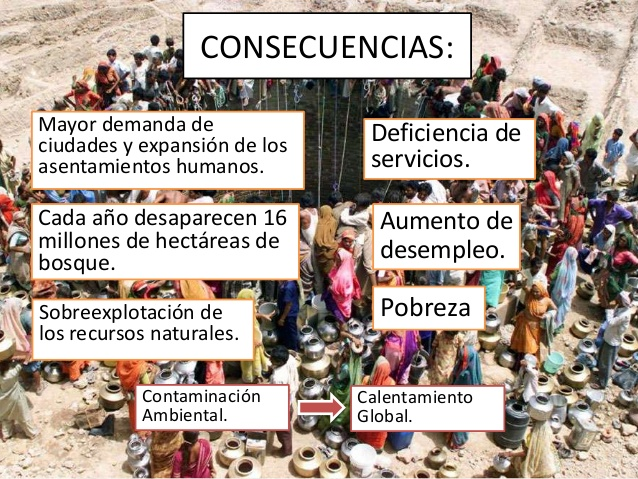 CONSECUENCIAS:
Mayor demanda de
ciudades y expansión de los
asentamientos humanos.
Cada año desaparecen 16
millones de hectáreas de
bosque.
Sobreexplotación de
los recursos naturales.
Deficiencia de
servicios.
Aumento de
desempleo.
Pobreza
Contaminación
Ambiental.
Calentamiento
Global.